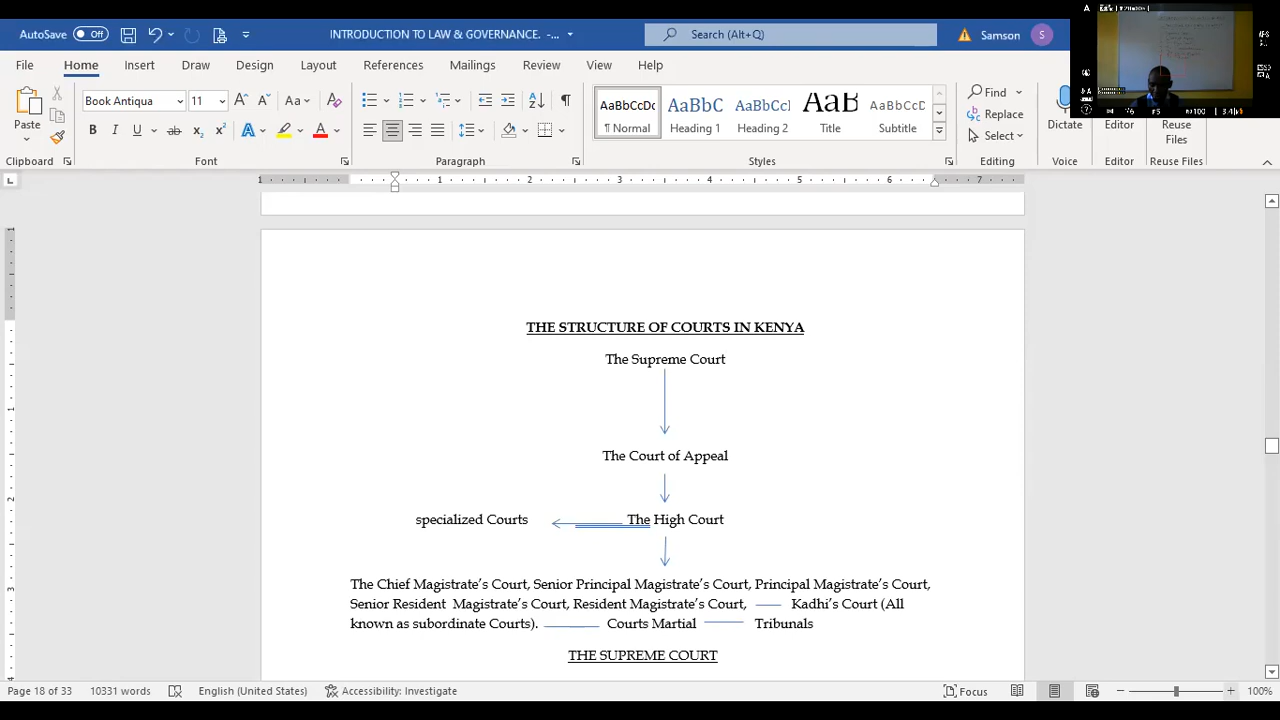 AutoSave Off INTRODUCTION TO LAW & GOVERNANCE. -... Search (Alt+Q) Samson S
File Home Insert Draw Design Layout References Mailings Review View Help
Paste Book Antiqua 11 Aa AaBbCcDc AaBbC AaBbCcI AaB AaBbCcD Find Replace Select Dictate Editor Reuse Files
¶ Normal Heading 1 Heading 2 Title Subtitle
Clipboard Font Paragraph Styles Editing Voice Editor Reuse Files
THE STRUCTURE OF COURTS IN KENYA
The Supreme Court
The Court of Appeal
specialized Courts The High Court
The Chief Magistrate’s Court, Senior Principal Magistrate’s Court, Principal Magistrate’s Court,
Senior Resident Magistrate’s Court, Resident Magistrate’s Court, Kadhi’s Court (All
known as subordinate Courts). Courts Martial Tribunals
THE SUPREME COURT
Page 18 of 33 10331 words English (United States) Accessibility: Investigate Focus 100%